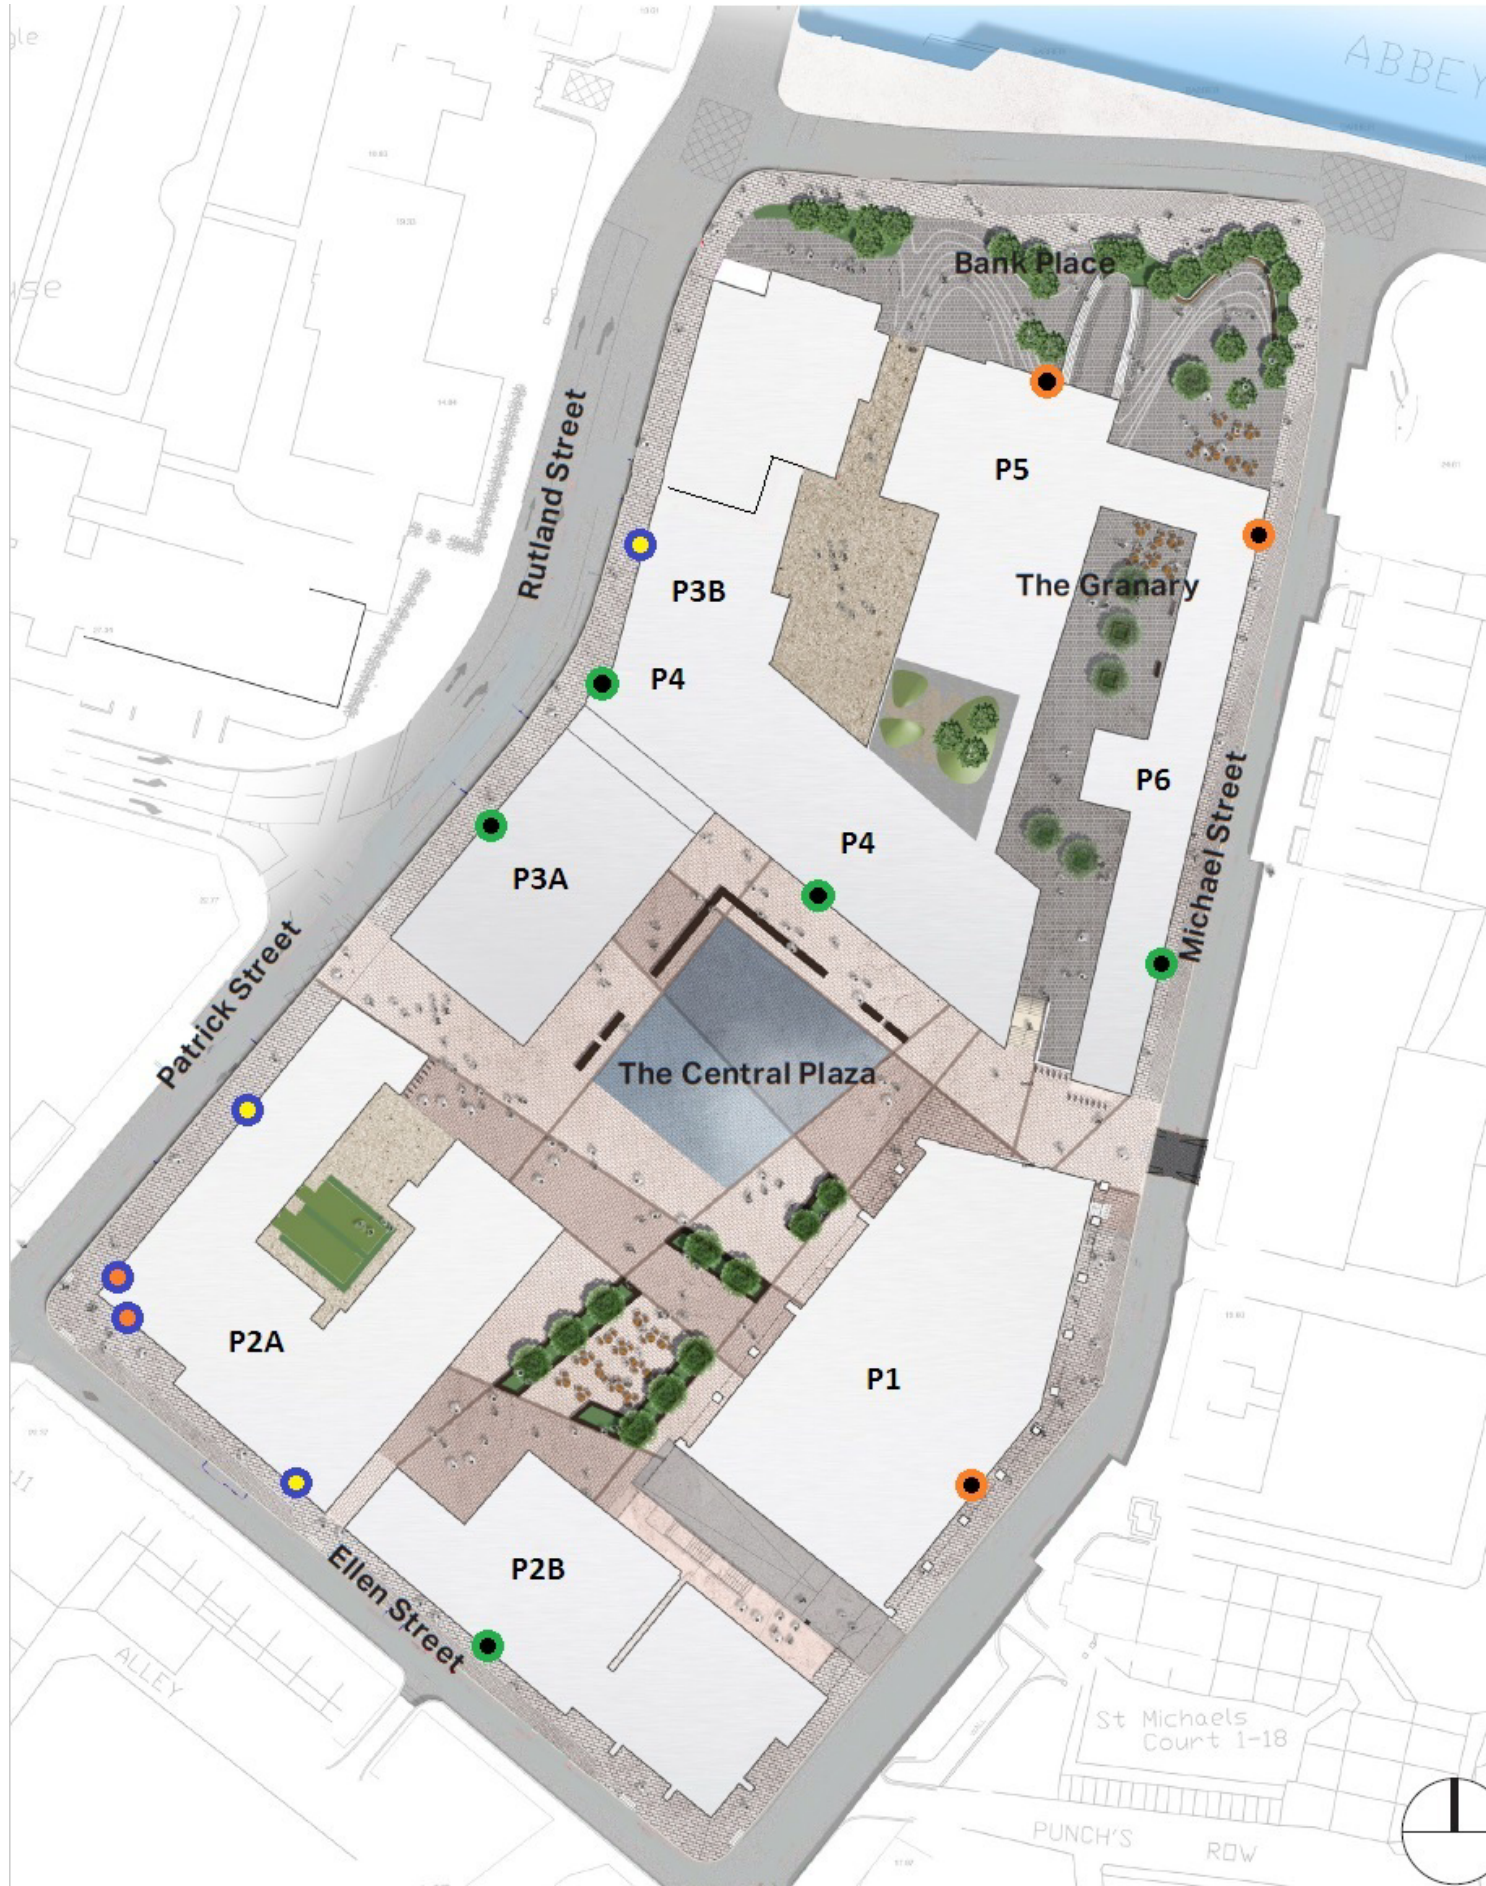 ABBEY
Bank Place
Rutland Street
P5
The Granary
P3B
P4
P6
P4
P3A
Michael Street
Patrick Street
The Central Plaza
P2A
P1
P2B
Ellen Street
ALLEY
St Michaels
Court 1-18
PUNCH'S ROW